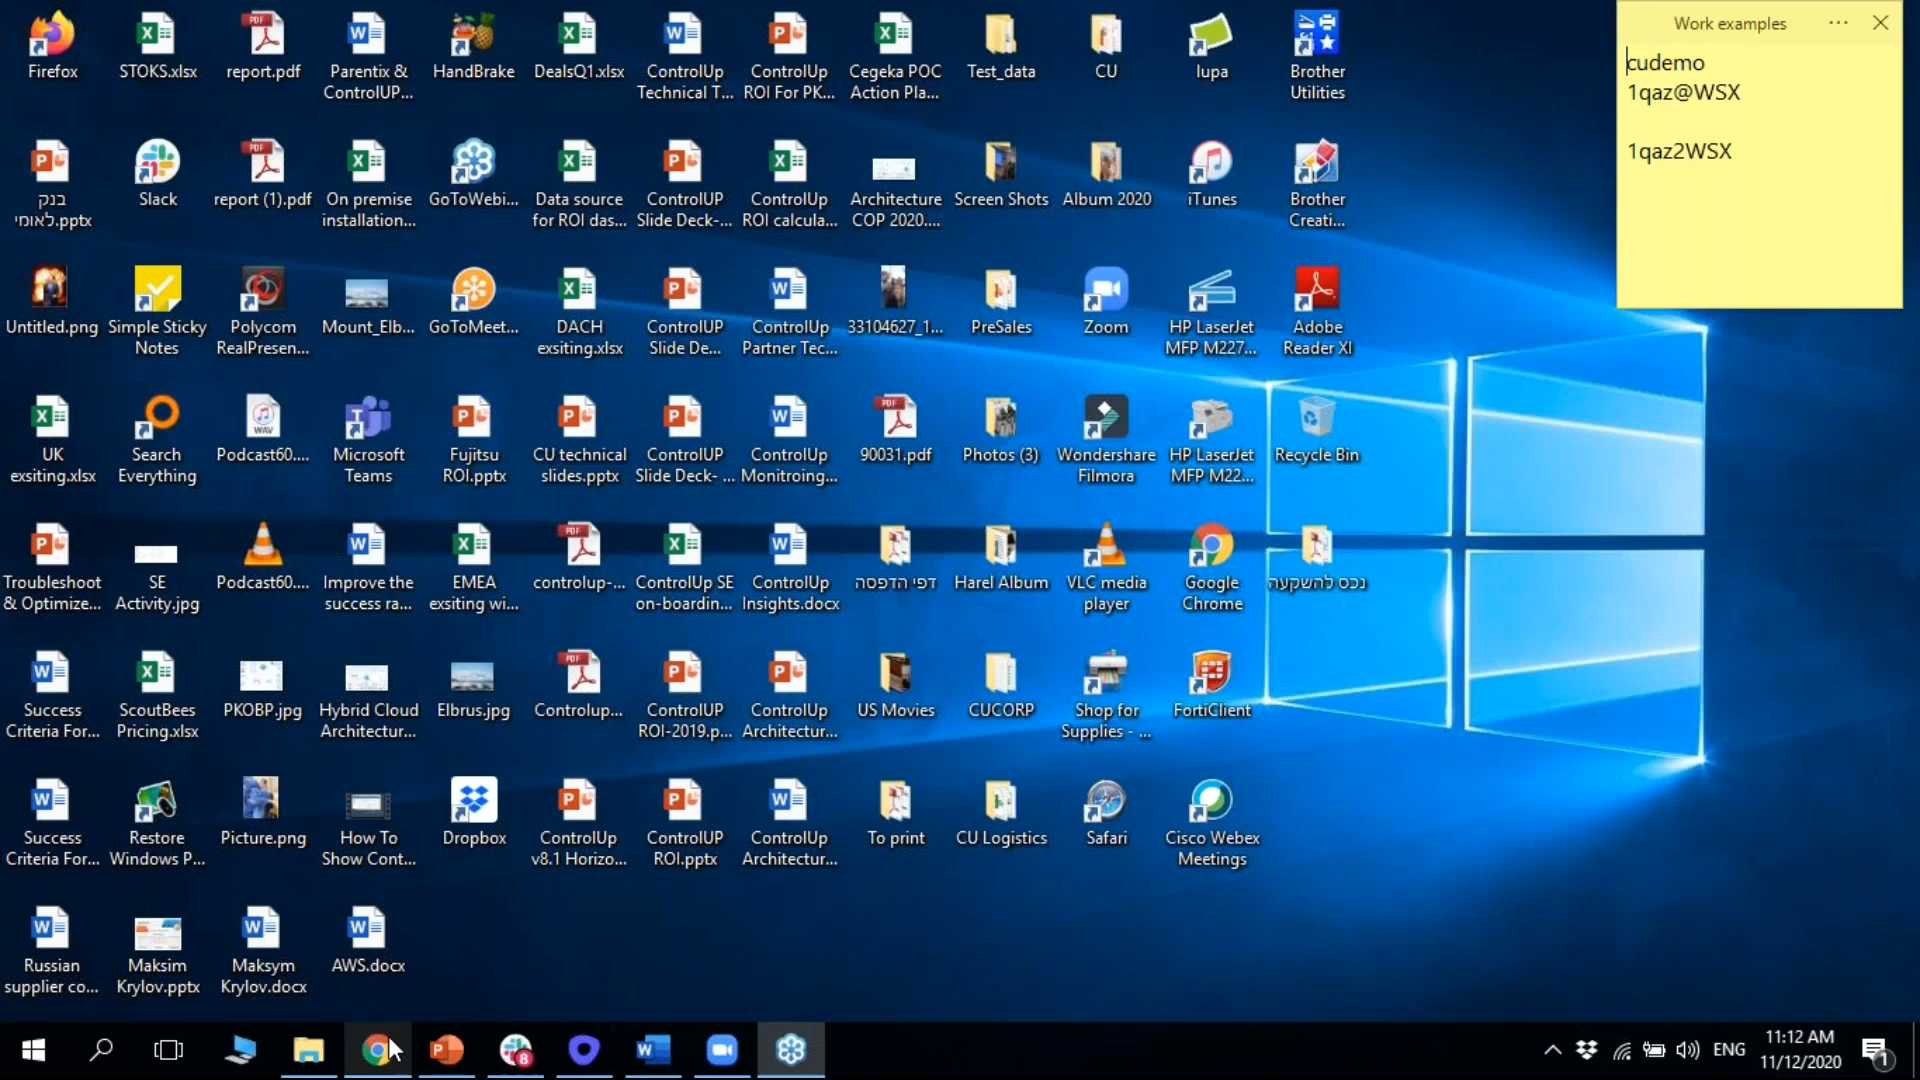 Firefox
STOKS.xlsx
report.pdf
Parentix &
ControlUP...
HandBrake
DealsQ1.xlsx
ControlUp
Technical T...
ControlUp
ROI For PK...
Cegeka POC
Action Pla...
Test_data
CU
lupa
Brother
Utilities
בנק
לאומי.pptx
Slack
report (1).pdf
On premise
installation...
GoToWebi...
Data source
for ROI das...
ControlUP
Slide Deck-...
ControlUP
ROI calcula...
Architecture
COP 2020....
Screen Shots
Album 2020
iTunes
Brother
Creati...
Untitled.png
Simple Sticky
Notes
Polycom
RealPresen...
Mount_Elb...
GoToMeet...
DACH
exsiting.xlsx
ControlUP
Slide De...
ControlUp
Partner Tec...
33104627_1...
PreSales
Zoom
HP LaserJet
MFP M227...
Adobe
Reader XI
UK
exsiting.xlsx
Search
Everything
Podcast60....
Microsoft
Teams
Fujitsu
ROI.pptx
CU technical
slides.pptx
ControlUP
Slide Deck- ...
ControlUp
Monitroing...
90031.pdf
Photos (3)
Wondershare
Filmora
HP LaserJet
MFP M22...
Recycle Bin
Troubleshoot
& Optimize...
SE
Activity.jpg
Podcast60....
Improve the
success ra...
EMEA
exsiting wi...
controlup-...
ControlUp SE
on-boardin...
ControlUp
Insights.docx
דפי הדפסה
Harel Album
VLC media
player
Google
Chrome
נכס להשקעה
Success
Criteria For...
ScoutBees
Pricing.xlsx
PKOBP.jpg
Hybrid Cloud
Architectur...
Elbrus.jpg
Controlup...
ControlUP
ROI-2019.p...
ControlUp
Architectur...
US Movies
CUCORP
Shop for
Supplies - ...
FortiClient
Success
Criteria For...
Restore
Windows P...
Picture.png
How To
Show Cont...
Dropbox
ControlUp
v8.1 Horizo...
ControlUP
ROI.pptx
ControlUp
Architectur...
To print
CU Logistics
Safari
Cisco Webex
Meetings
Russian
supplier co...
Maksim
Krylov.pptx
Maksym
Krylov.docx
AWS.docx
Work examples
cudemo
1qaz@WSX
1qaz2WSX
8
ENG
11:12 AM
11/12/2020
1